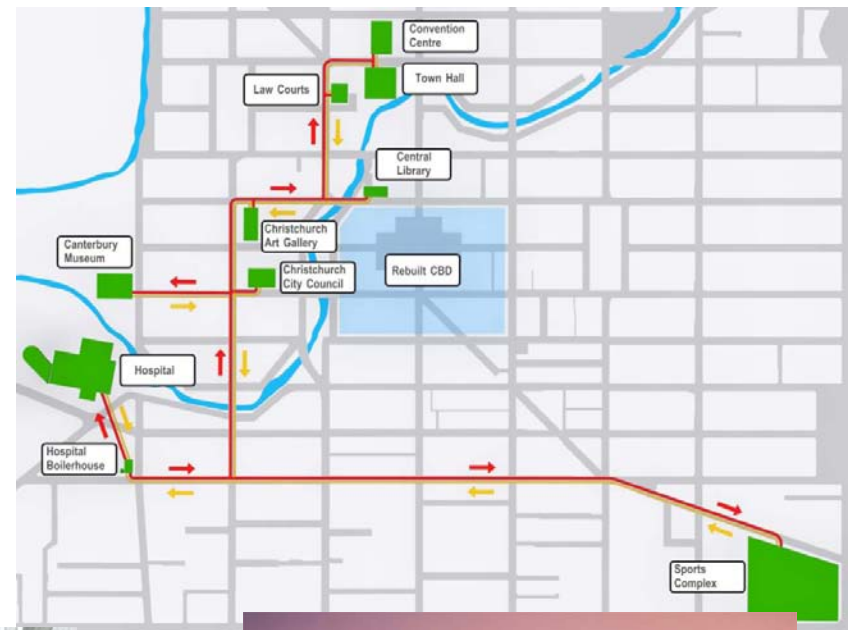 Convention
Centre
Town Hall
Law Courts
Central
Library
Christchurch
Art Gallery
Canterbury
Museum
Christchurch
City Council
Rebuilt CBD
Hospital
Hospital
Boilerhouse
Sports
Complex